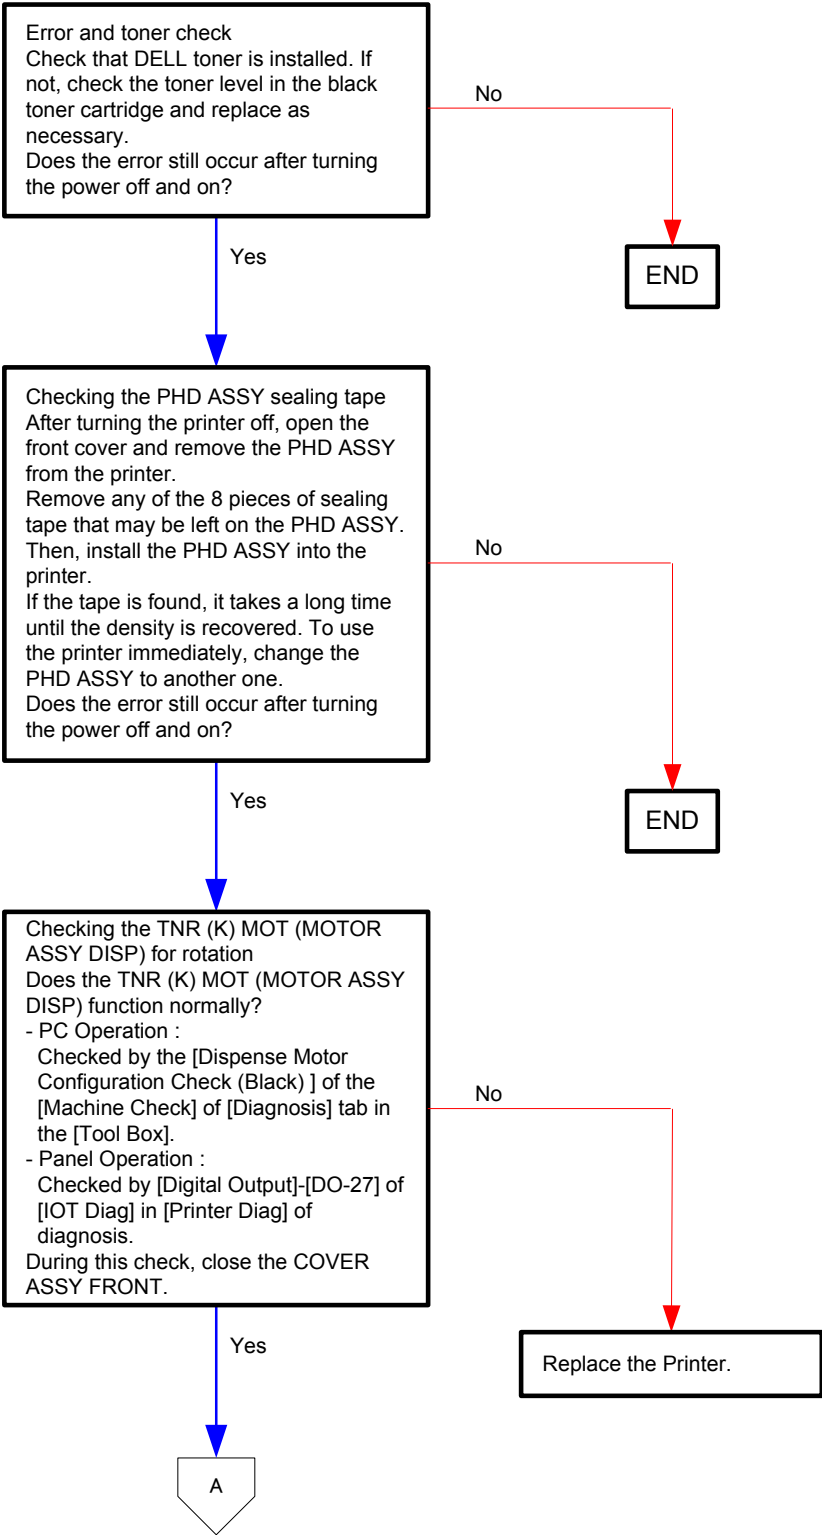 Error and toner check
Check that DELL toner is installed. If
not, check the toner level in the black
toner cartridge and replace as
necessary.
Does the error still occur after turning
the power off and on?
No
END
Yes
Checking the PHD ASSY sealing tape
After turning the printer off, open the
front cover and remove the PHD ASSY
from the printer.
Remove any of the 8 pieces of sealing
tape that may be left on the PHD ASSY.
Then, install the PHD ASSY into the
printer.
If the tape is found, it takes a long time
until the density is recovered. To use
the printer immediately, change the
PHD ASSY to another one.
Does the error still occur after turning
the power off and on?
No
END
Yes
Checking the TNR (K) MOT (MOTOR
ASSY DISP) for rotation
Does the TNR (K) MOT (MOTOR ASSY
DISP) function normally?
- PC Operation :
Checked by the [Dispense Motor
Configuration Check (Black) ] of the
[Machine Check] of [Diagnosis] tab in
the [Tool Box].
- Panel Operation :
Checked by [Digital Output]-[DO-27] of
[IOT Diag] in [Printer Diag] of
diagnosis.
During this check, close the COVER
ASSY FRONT.
No
Replace the Printer.
Yes
A